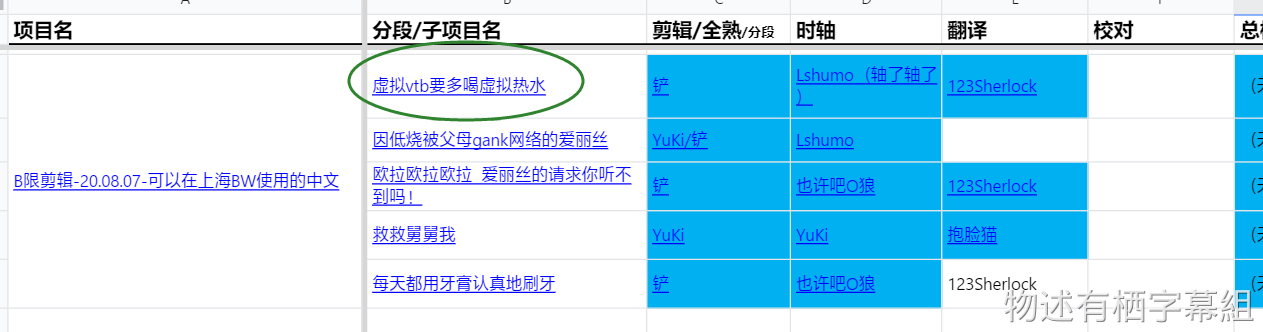 项目名 分段/子项目名 剪辑/全熟/分段 时轴 翻译 校对
虚拟vtb要多喝虚拟热水 铲 Lshumo（轴了轴了） 123Sherlock
因低烧被父母gank网络的爱丽丝 YuKi/铲 Lshumo
B限剪辑-20.08.07-可以在上海BW使用的中文
欧拉欧拉欧拉 爱丽丝的请求你听不到吗！ 铲 也许吧O狼 123Sherlock
救救舅舅我 YuKi YuKi 抱脸猫
每天都用牙膏认真地刷牙 铲 也许吧O狼 123Sherlock
物述有栖字幕組